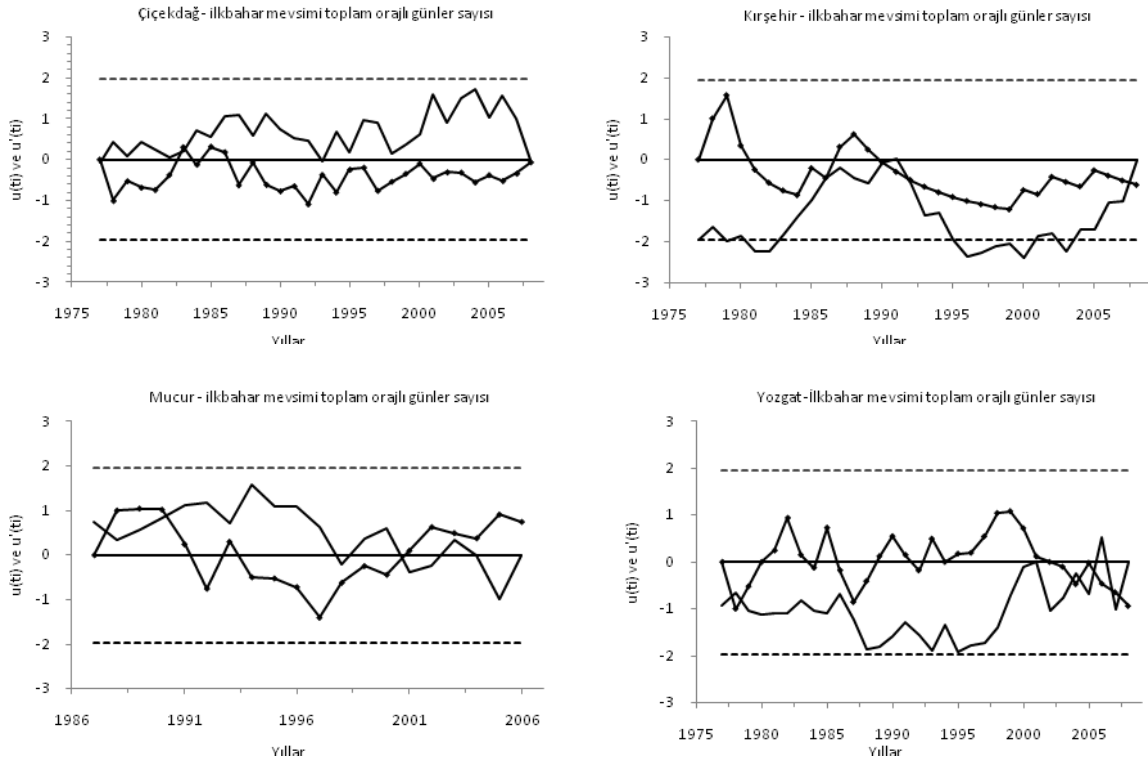 Çiçekdağ - ilkbahar mevsimi toplam orajlı günler sayısı
3
2
1
0
-1
-2
-3
u(ti) ve u'(ti)
1975 1980 1985 1990 1995 2000 2005
Yıllar
Kırşehir - ilkbahar mevsimi toplam orajlı günler sayısı
3
2
1
0
-1
-2
-3
u(ti) ve u'(ti)
1975 1980 1985 1990 1995 2000 2005
Yıllar
Mucur - ilkbahar mevsimi toplam orajlı günler sayısı
3
2
1
0
-1
-2
-3
u(ti) ve u'(ti)
1986 1991 1996 2001 2006
Yıllar
Yozgat-İlkbahar mevsimi toplam orajlı günler sayısı
3
2
1
0
-1
-2
-3
u(ti) ve u'(ti)
1975 1980 1985 1990 1995 2000 2005
Yıllar